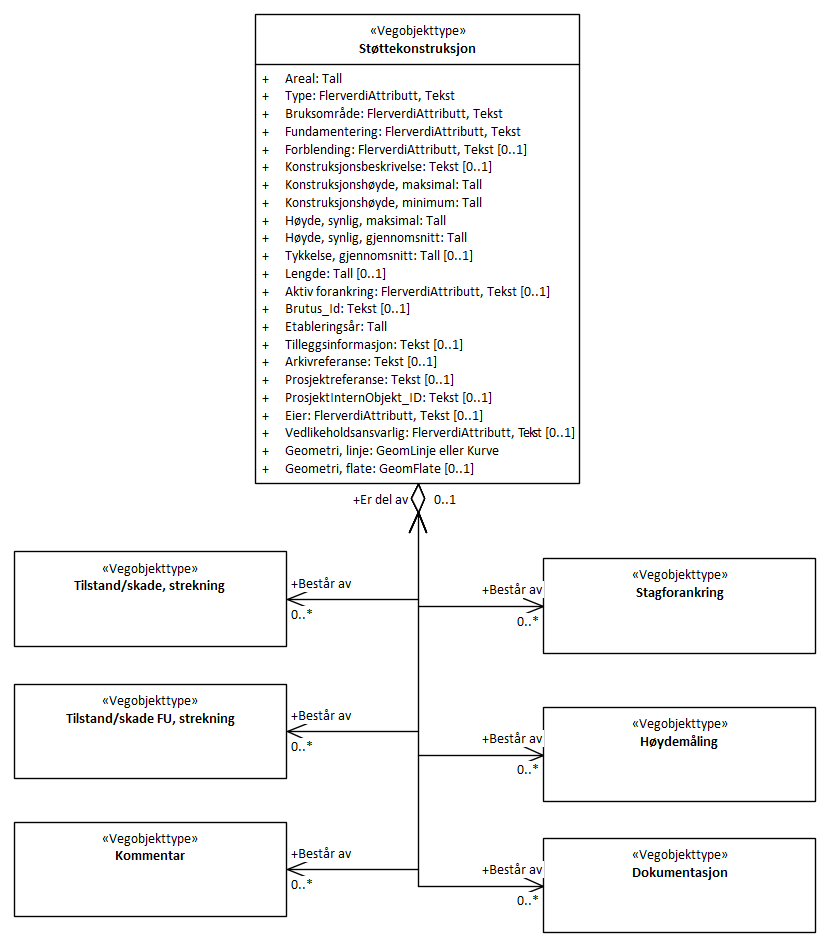 «Vegobjekttype»
Støttekonstruksjon
+ Areal: Tall
+ Type: FlerverdiAttributt, Tekst
+ Bruksområde: FlerverdiAttributt, Tekst
+ Fundamentering: FlerverdiAttributt, Tekst
+ Forblending: FlerverdiAttributt, Tekst [0..1]
+ Konstruksjonsbeskrivelse: Tekst [0..1]
+ Konstruksjonshøyde, maksimal: Tall
+ Konstruksjonshøyde, minimum: Tall
+ Høyde, synlig, maksimal: Tall
+ Høyde, synlig, gjennomsnitt: Tall
+ Tykkelse, gjennomsnitt: Tall [0..1]
+ Lengde: Tall [0..1]
+ Aktiv forankring: FlerverdiAttributt, Tekst [0..1]
+ Brutus_Id: Tekst [0..1]
+ Etableringsår: Tall
+ Tilleggsinformasjon: Tekst [0..1]
+ Arkivreferanse: Tekst [0..1]
+ Prosjektreferanse: Tekst [0..1]
+ ProsjektInternObjekt_ID: Tekst [0..1]
+ Eier: FlerverdiAttributt, Tekst [0..1]
+ Vedlikeholdsansvarlig: FlerverdiAttributt, Tekst [0..1]
+ Geometri, linje: GeomLinje eller Kurve
+ Geometri, flate: GeomFlate [0..1]
+Er del av 0..1
«Vegobjekttype»
Tilstand/skade, strekning
+Består av
0..*
«Vegobjekttype»
Stagforankring
+Består av
0..*
«Vegobjekttype»
Tilstand/skade FU, strekning
+Består av
0..*
«Vegobjekttype»
Høydemåling
+Består av
0..*
«Vegobjekttype»
Kommentar
+Består av
0..*
«Vegobjekttype»
Dokumentasjon
+Består av
0..*